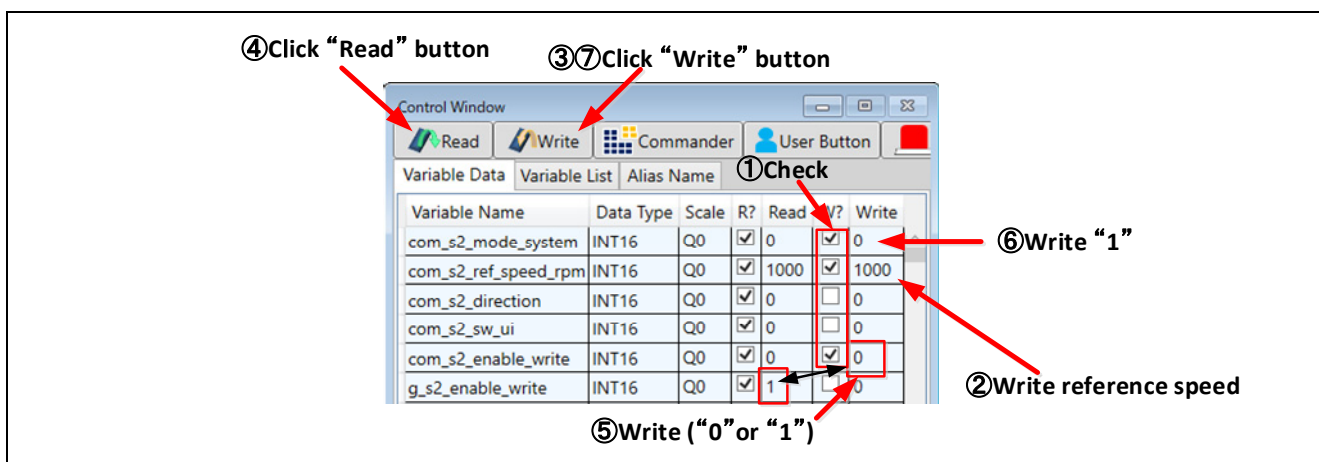 ④Click “Read” button
③⑦Click “Write” button
Control Window
Read Write Commander User Button
Variable Data Variable List Alias Name
①Check
Variable Name Data Type Scale R? Read W? Write
com_s2_mode_system INT16 Q0 0 0
⑥Write “1”
com_s2_ref_speed_rpm INT16 Q0 1000 1000
com_s2_direction INT16 Q0 0 0
com_s2_sw_ui INT16 Q0 0 0
com_s2_enable_write INT16 Q0 0 0
g_s2_enable_write INT16 Q0 1 0
②Write reference speed
⑤Write (“0”or “1”)